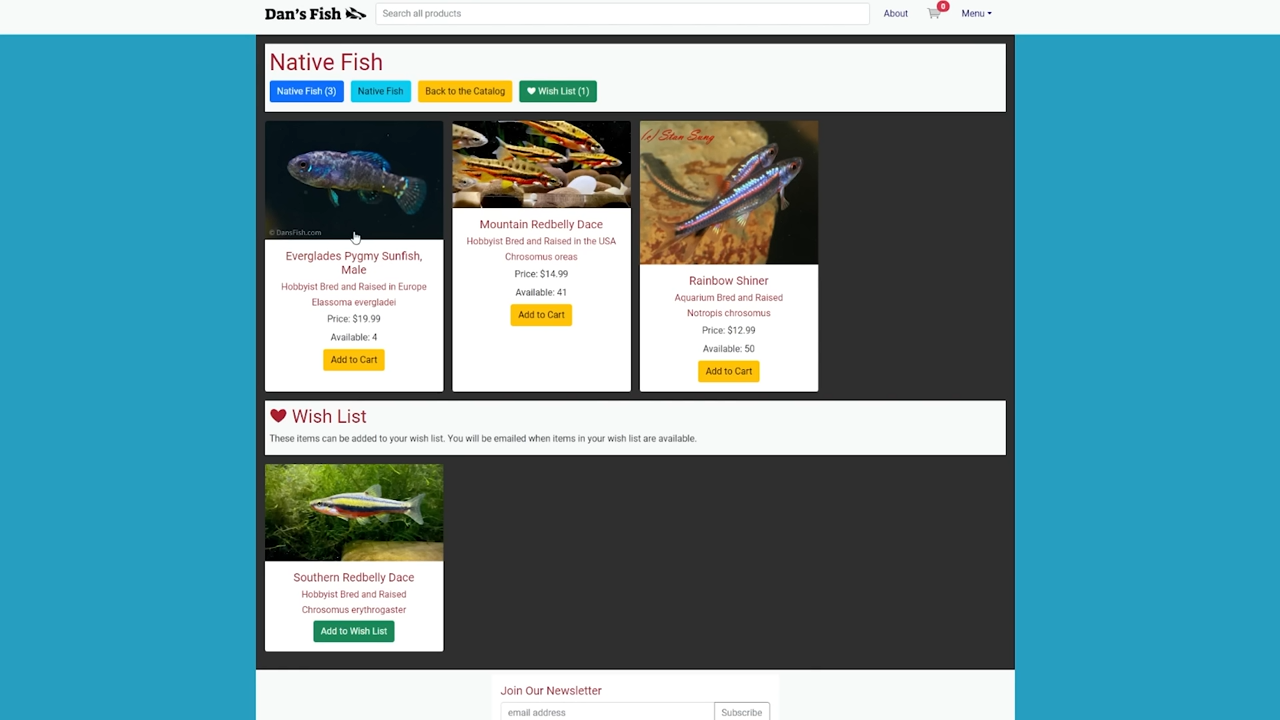 Dan's Fish
Search all products
About
0
Menu
Native Fish
Native Fish (3)
Native Fish
Back to the Catalog
Wish List (1)
© DansFish.com
Everglades Pygmy Sunfish,
Male
Hobbyist Bred and Raised in Europe
Elassoma evergladei
Price: $19.99
Available: 4
Add to Cart
Mountain Redbelly Dace
Hobbyist Bred and Raised in the USA
Chrosomus oreas
Price: $14.99
Available: 41
Add to Cart
(c) Stan Sung
Rainbow Shiner
Aquarium Bred and Raised
Notropis chrosomus
Price: $12.99
Available: 50
Add to Cart
Wish List
These items can be added to your wish list. You will be emailed when items in your wish list are available.
Southern Redbelly Dace
Hobbyist Bred and Raised
Chrosomus erythrogaster
Add to Wish List
Join Our Newsletter
email address
Subscribe